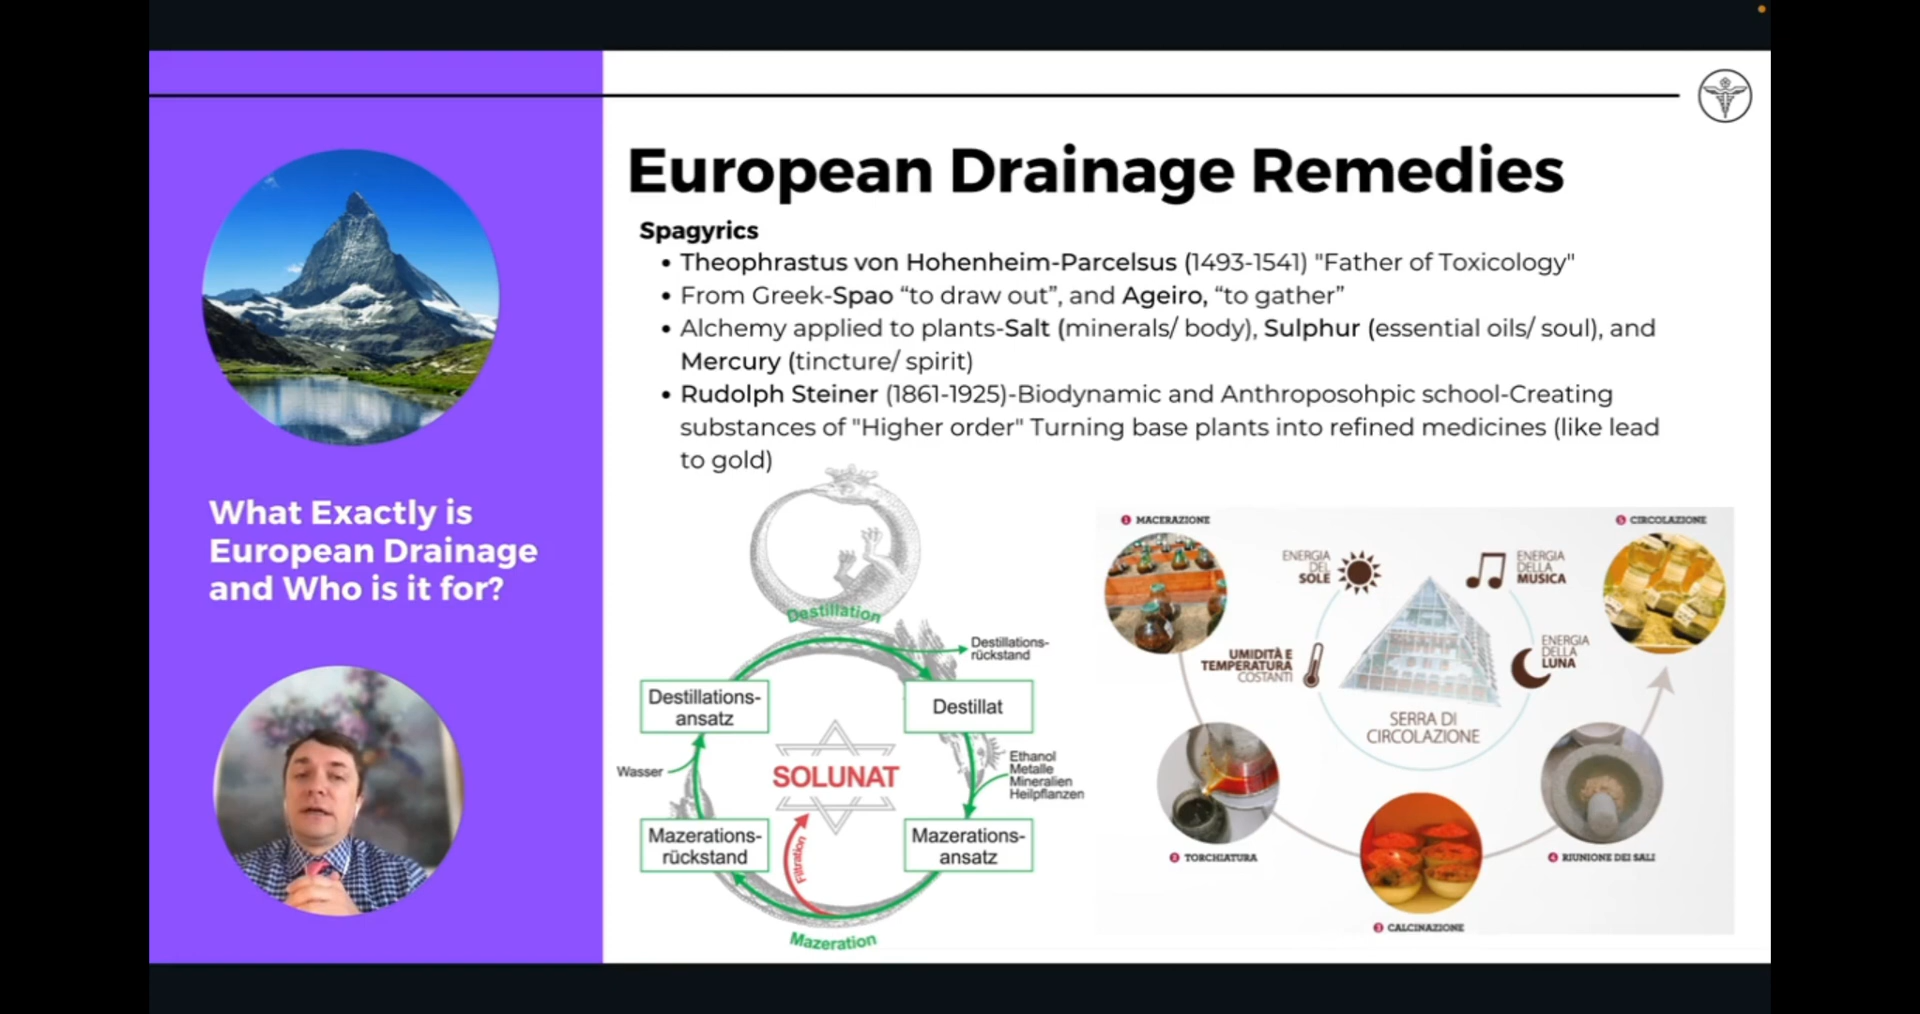 European Drainage Remedies
Spagyrics
• Theophrastus von Hohenheim-Parcelsus (1493-1541) "Father of Toxicology"
• From Greek-Spao “to draw out”, and Ageiro, “to gather”
• Alchemy applied to plants-Salt (minerals/ body), Sulphur (essential oils/ soul), and
Mercury (tincture/ spirit)
• Rudolph Steiner (1861-1925)-Biodynamic and Anthroposohpic school-Creating
substances of "Higher order" Turning base plants into refined medicines (like lead
to gold)
What Exactly is
European Drainage
and Who is it for?
Destillation
Destillations-
rückstand
Destillations-
ansatz
Destillat
Wasser
SOLUNAT
Ethanol
Metalle
Mineralien
Heilpflanzen
Mazerations-
rückstand
Filtration
Mazerations-
ansatz
Mazeration
1 MACERAZIONE
5 CIRCOLAZIONE
ENERGIA
DEL
SOLE
ENERGIA
DELLA
MUSICA
UMIDITÀ E
TEMPERATURA
COSTANTI
ENERGIA
DELLA
LUNA
SERRA DI
CIRCOLAZIONE
2 TORCHIATURA
4 RIUNIONE DEI SALI
3 CALCINAZIONE